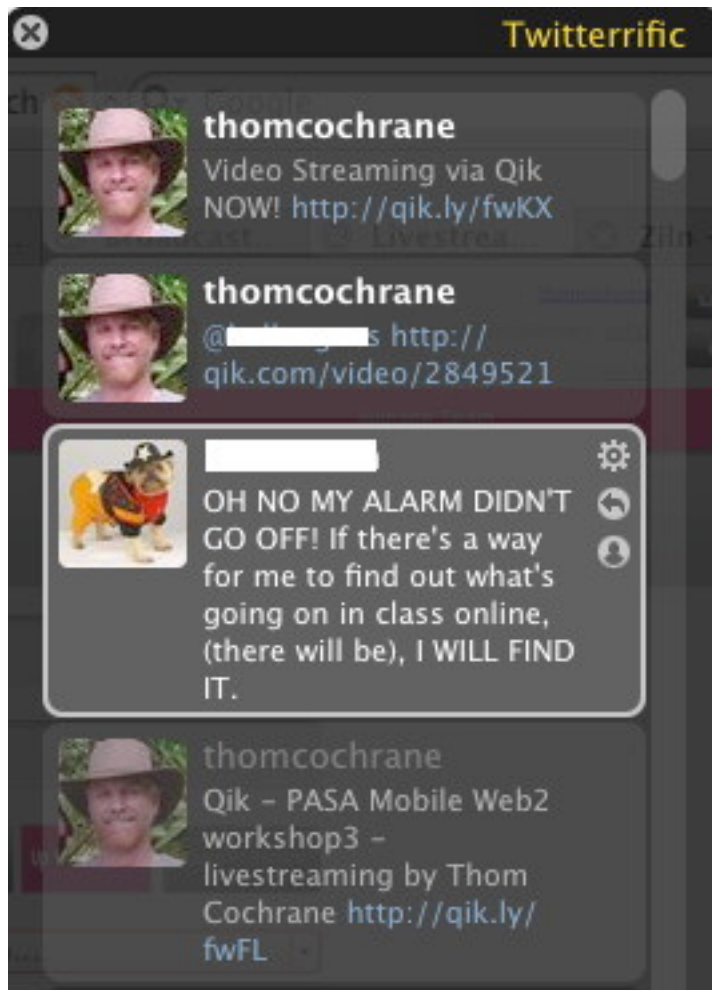 Twitterrific
thomcochrane
Video Streaming via Qik
NOW! http://qik.ly/fwKX
thomcochrane
@ s http://
qik.com/video/2849521
OH NO MY ALARM DIDN'T
GO OFF! If there's a way
for me to find out what's
going on in class online,
(there will be), I WILL FIND
IT.
thomcochrane
Qik – PASA Mobile Web2
workshop3 –
livestreaming by Thom
Cochrane http://qik.ly/
fwFL